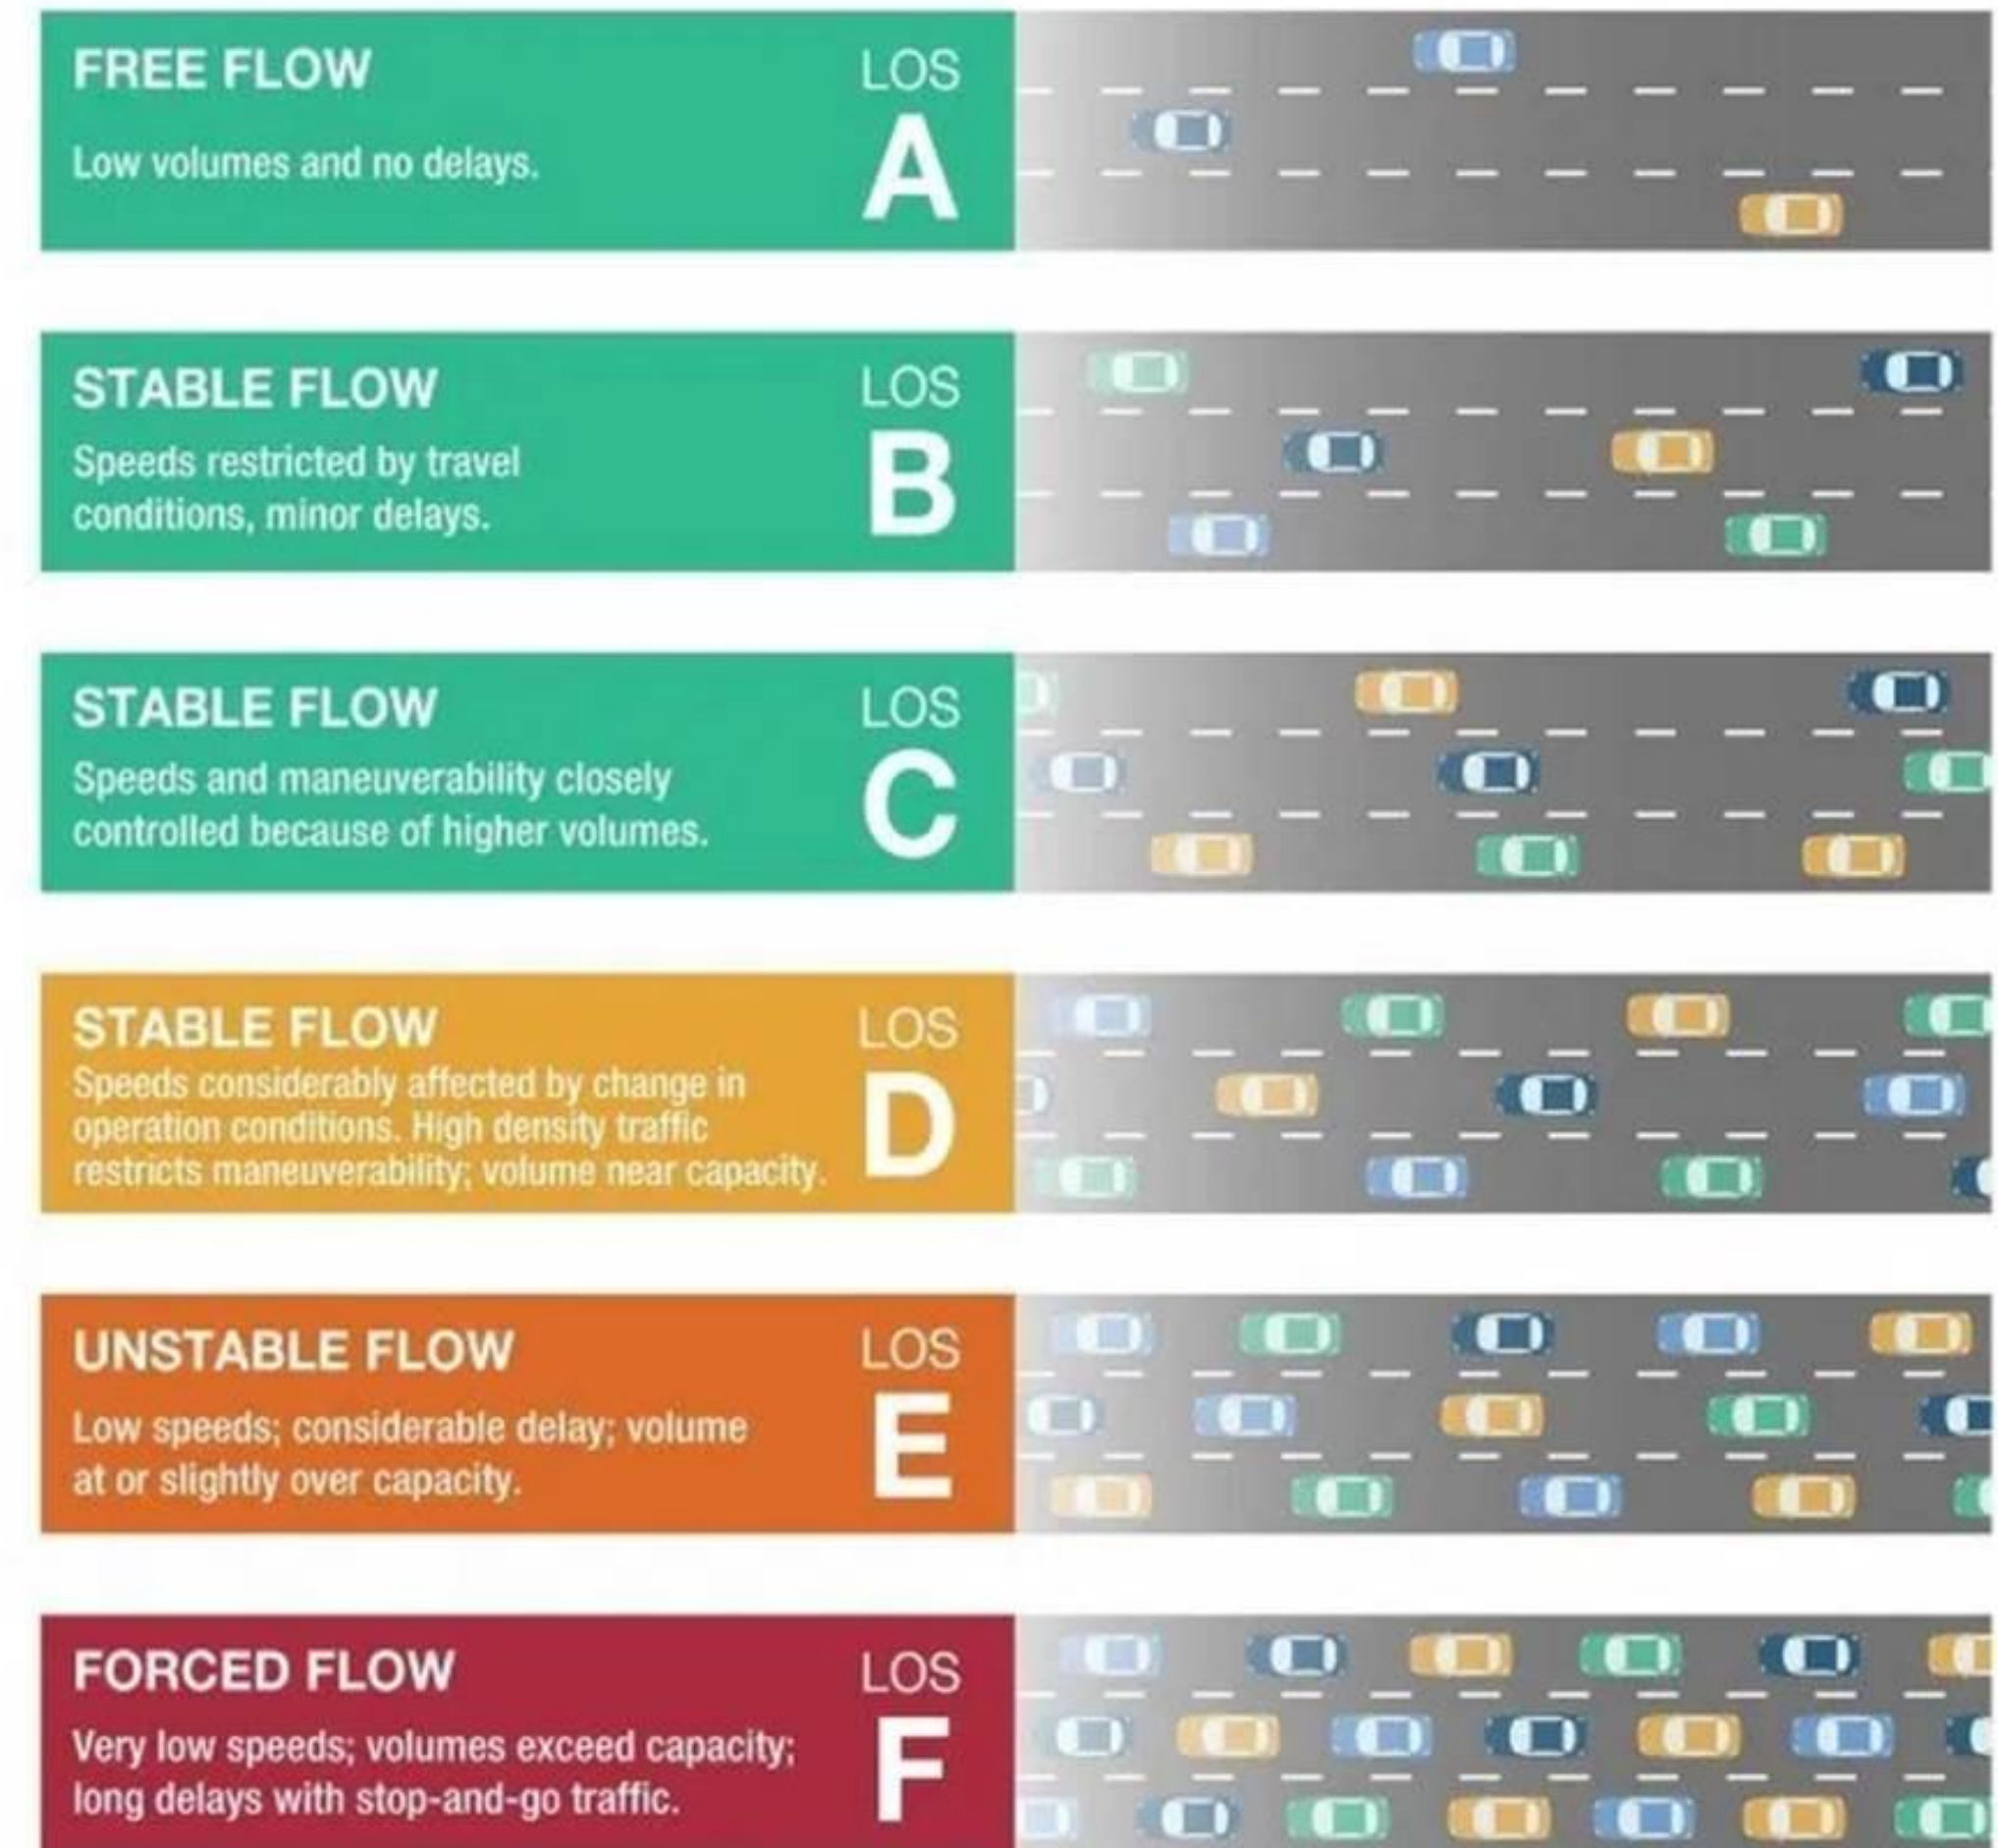 FREE FLOW
LOS
A
Low volumes and no delays.
STABLE FLOW
LOS
B
Speeds restricted by travel
conditions, minor delays.
STABLE FLOW
LOS
C
Speeds and maneuverability closely
controlled because of higher volumes.
STABLE FLOW
LOS
D
Speeds considerably affected by change in
operation conditions. High density traffic
restricts maneuverability; volume near capacity.
UNSTABLE FLOW
LOS
E
Low speeds; considerable delay; volume
at or slightly over capacity.
FORCED FLOW
LOS
F
Very low speeds; volumes exceed capacity;
long delays with stop-and-go traffic.